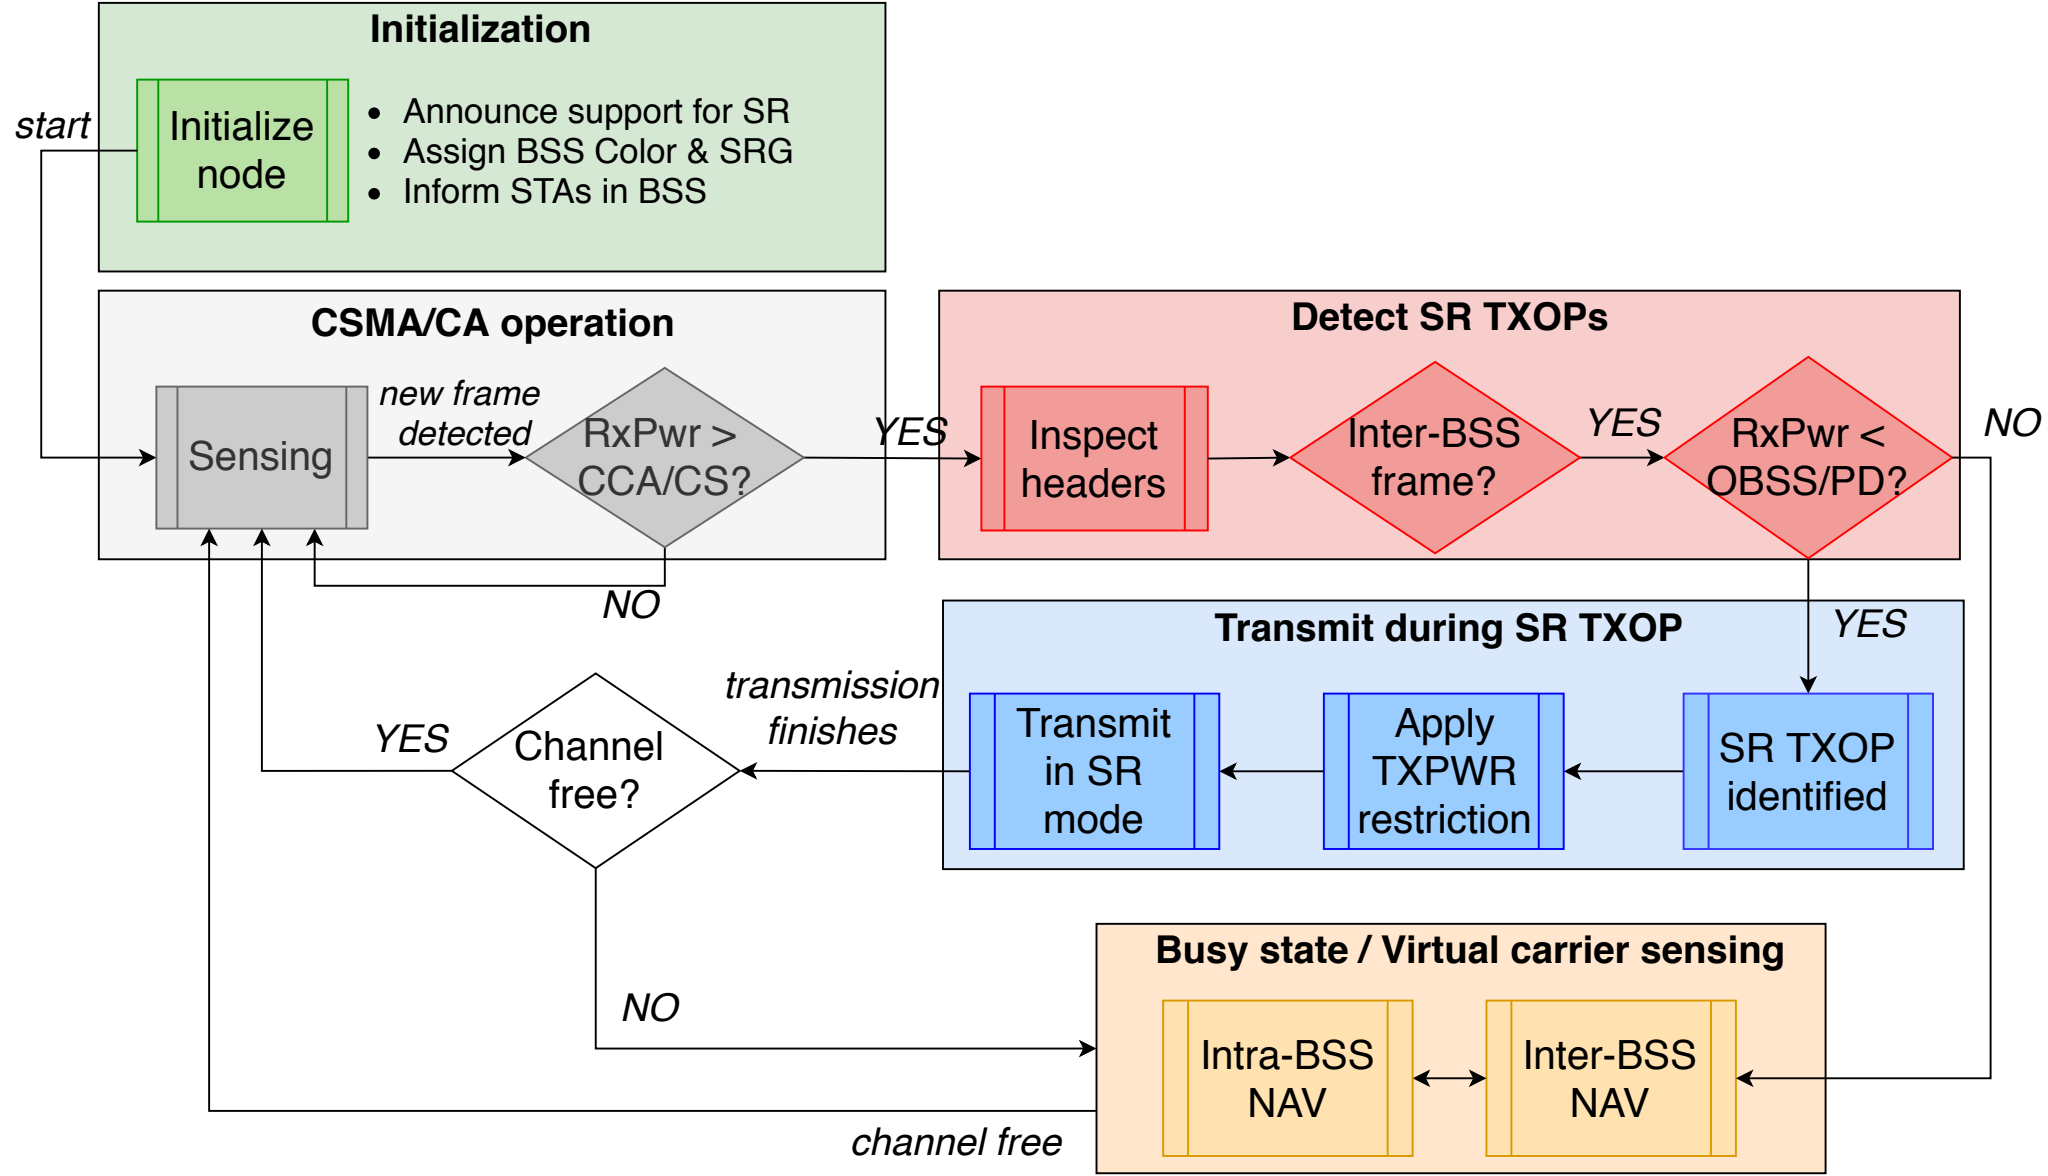 Initialization
start
Initialize
node
• Announce support for SR
• Assign BSS Color & SRG
• Inform STAs in BSS
CSMA/CA operation
Sensing
new frame
detected
RxPwr >
CCA/CS?
YES
NO
Detect SR TXOPs
Inspect
headers
Inter-BSS
frame?
YES
RxPwr <
OBSS/PD?
NO
YES
Transmit during SR TXOP
SR TXOP
identified
Apply
TXPWR
restriction
Transmit
in SR
mode
transmission
finishes
Channel
free?
YES
NO
Busy state / Virtual carrier sensing
Intra-BSS
NAV
Inter-BSS
NAV
channel free